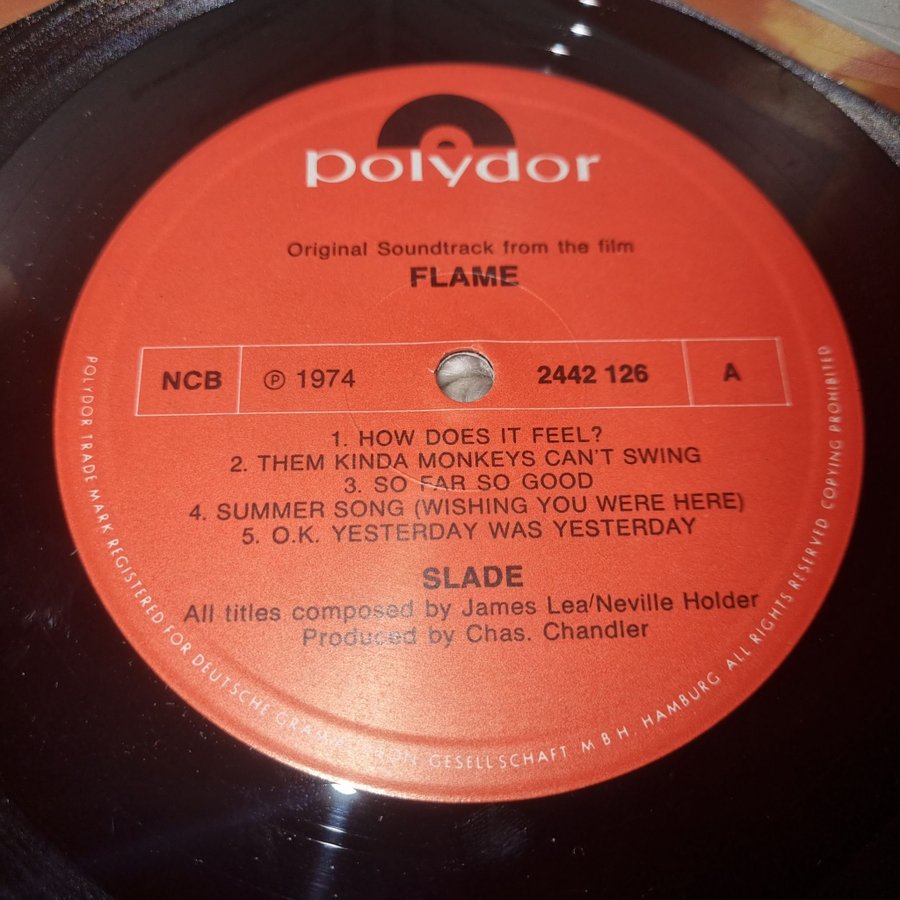 polydor
Original Soundtrack from the film
FLAME
NCB ℗ 1974 2442 126 A
1. HOW DOES IT FEEL?
2. THEM KINDA MONKEYS CAN'T SWING
3. SO FAR SO GOOD
4. SUMMER SONG (WISHING YOU WERE HERE)
5. O.K. YESTERDAY WAS YESTERDAY
SLADE
All titles composed by James Lea/Neville Holder
Produced by Chas. Chandler
POLYDOR TRADE MARK REGISTERED FOR DEUTSCHE GESELLSCHAFT M B H. HAMBURG ALL RIGHTS RESERVED COPYING PROHIBITED